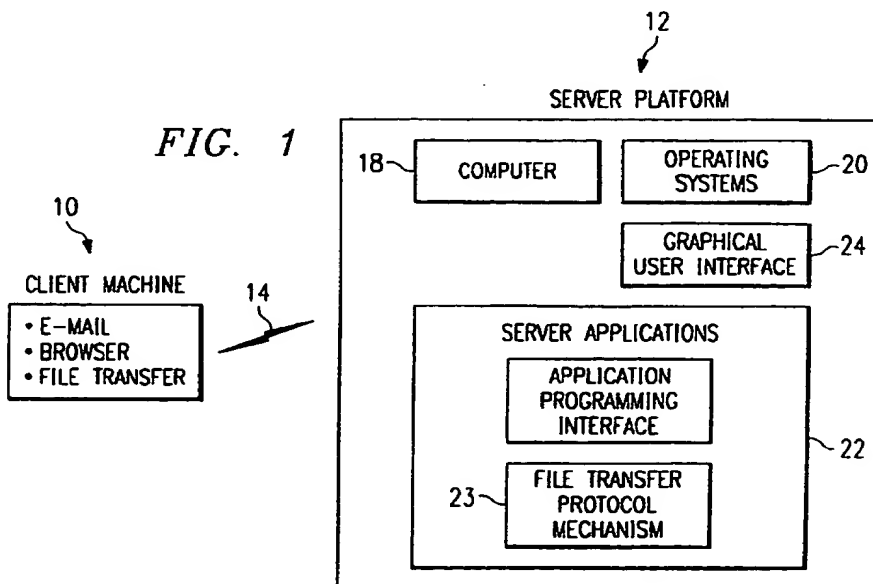 12
SERVER PLATFORM
FIG. 1
18
COMPUTER
OPERATING
SYSTEMS
20
GRAPHICAL
USER INTERFACE
24
10
CLIENT MACHINE
• E-MAIL
• BROWSER
• FILE TRANSFER
14
SERVER APPLICATIONS
APPLICATION
PROGRAMMING
INTERFACE
22
23
FILE TRANSFER
PROTOCOL
MECHANISM